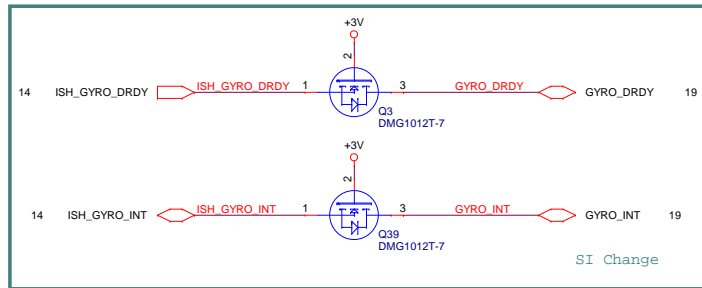 +3V
2
14 ISH_GYRO_DRDY ISH_GYRO_DRDY 1 3 GYRO_DRDY GYRO_DRDY 19
Q3
DMG1012T-7
+3V
2
14 ISH_GYRO_INT ISH_GYRO_INT 1 3 GYRO_INT GYRO_INT 19
Q39
DMG1012T-7
SI Change